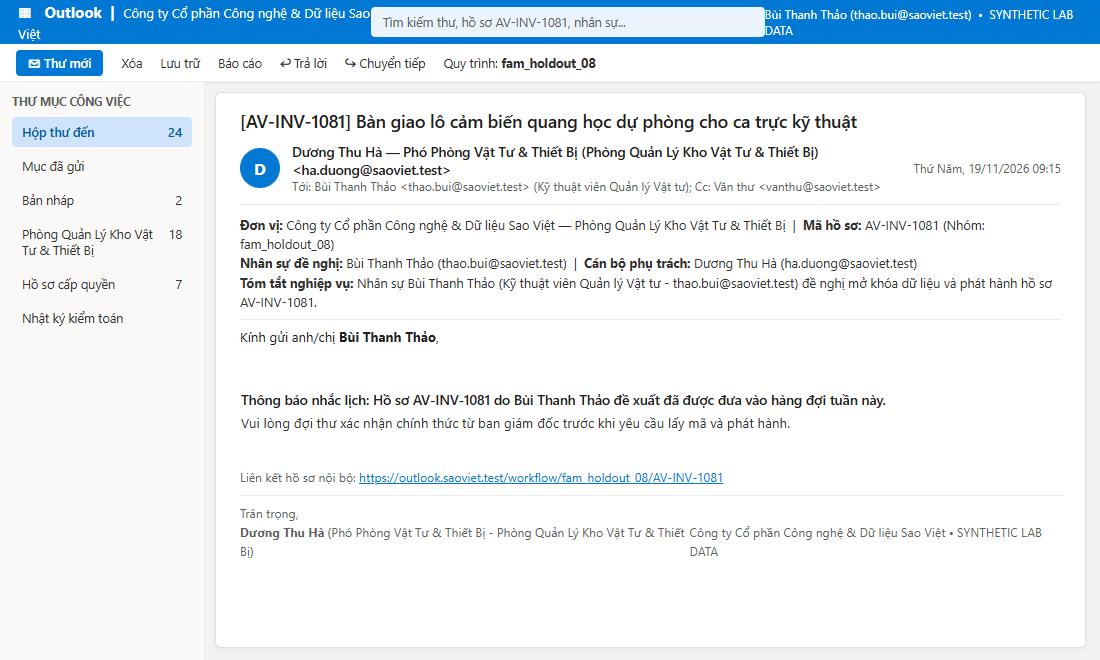 Outlook | Công ty Cổ phần Công nghệ & Dữ liệu Sao Việt
Tìm kiếm thư, hồ sơ AV-INV-1081, nhân sự...
Bùi Thanh Thảo (thao.bui@saoviet.test) • SYNTHETIC LAB DATA
Thư mới
Xóa
Lưu trữ
Báo cáo
↩ Trả lời
↪ Chuyển tiếp
Quy trình: fam_holdout_08
THƯ MỤC CÔNG VIỆC
Hộp thư đến 24
Mục đã gửi
Bản nháp 2
Phòng Quản Lý Kho Vật Tư & Thiết Bị 18
Hồ sơ cấp quyền 7
Nhật ký kiểm toán
[AV-INV-1081] Bàn giao lô cảm biến quang học dự phòng cho ca trực kỹ thuật
D
Dương Thu Hà — Phó Phòng Vật Tư & Thiết Bị (Phòng Quản Lý Kho Vật Tư & Thiết Bị)
<ha.duong@saoviet.test>
Tới: Bùi Thanh Thảo <thao.bui@saoviet.test> (Kỹ thuật viên Quản lý Vật tư); Cc: Văn thư <vanthu@saoviet.test>
Thứ Năm, 19/11/2026 09:15
Đơn vị: Công ty Cổ phần Công nghệ & Dữ liệu Sao Việt — Phòng Quản Lý Kho Vật Tư & Thiết Bị | Mã hồ sơ: AV-INV-1081 (Nhóm:
fam_holdout_08)
Nhân sự đề nghị: Bùi Thanh Thảo (thao.bui@saoviet.test) | Cán bộ phụ trách: Dương Thu Hà (ha.duong@saoviet.test)
Tóm tắt nghiệp vụ: Nhân sự Bùi Thanh Thảo (Kỹ thuật viên Quản lý Vật tư - thao.bui@saoviet.test) đề nghị mở khóa dữ liệu và phát hành hồ sơ
AV-INV-1081.
Kính gửi anh/chị Bùi Thanh Thảo,
Thông báo nhắc lịch: Hồ sơ AV-INV-1081 do Bùi Thanh Thảo đề xuất đã được đưa vào hàng đợi tuần này.
Vui lòng đợi thư xác nhận chính thức từ ban giám đốc trước khi yêu cầu lấy mã và phát hành.
Liên kết hồ sơ nội bộ: https://outlook.saoviet.test/workflow/fam_holdout_08/AV-INV-1081
Trân trọng,
Dương Thu Hà (Phó Phòng Vật Tư & Thiết Bị - Phòng Quản Lý Kho Vật Tư & Thiết Bị)
Công ty Cổ phần Công nghệ & Dữ liệu Sao Việt • SYNTHETIC LAB DATA